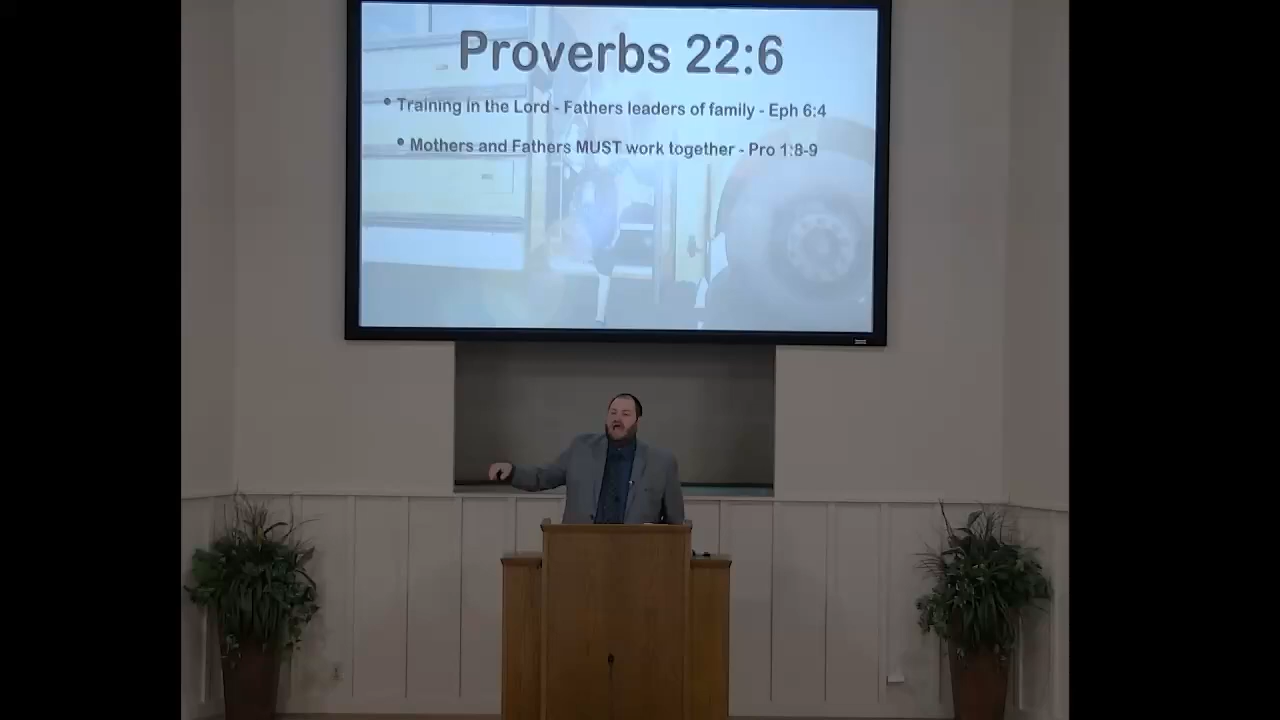 Proverbs 22:6
• Training in the Lord - Fathers leaders of family - Eph 6:4
• Mothers and Fathers MUST work together - Pro 1:8-9